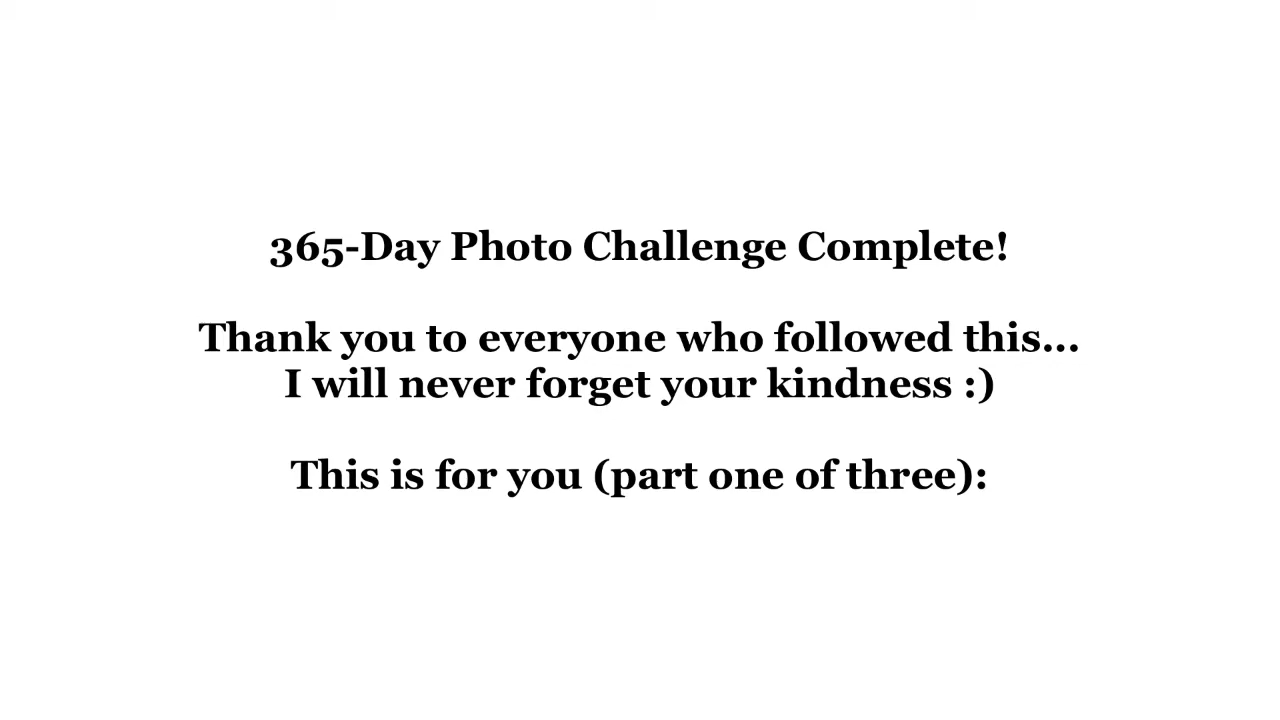 365-Day Photo Challenge Complete!
Thank you to everyone who followed this...
I will never forget your kindness :)
This is for you (part one of three):